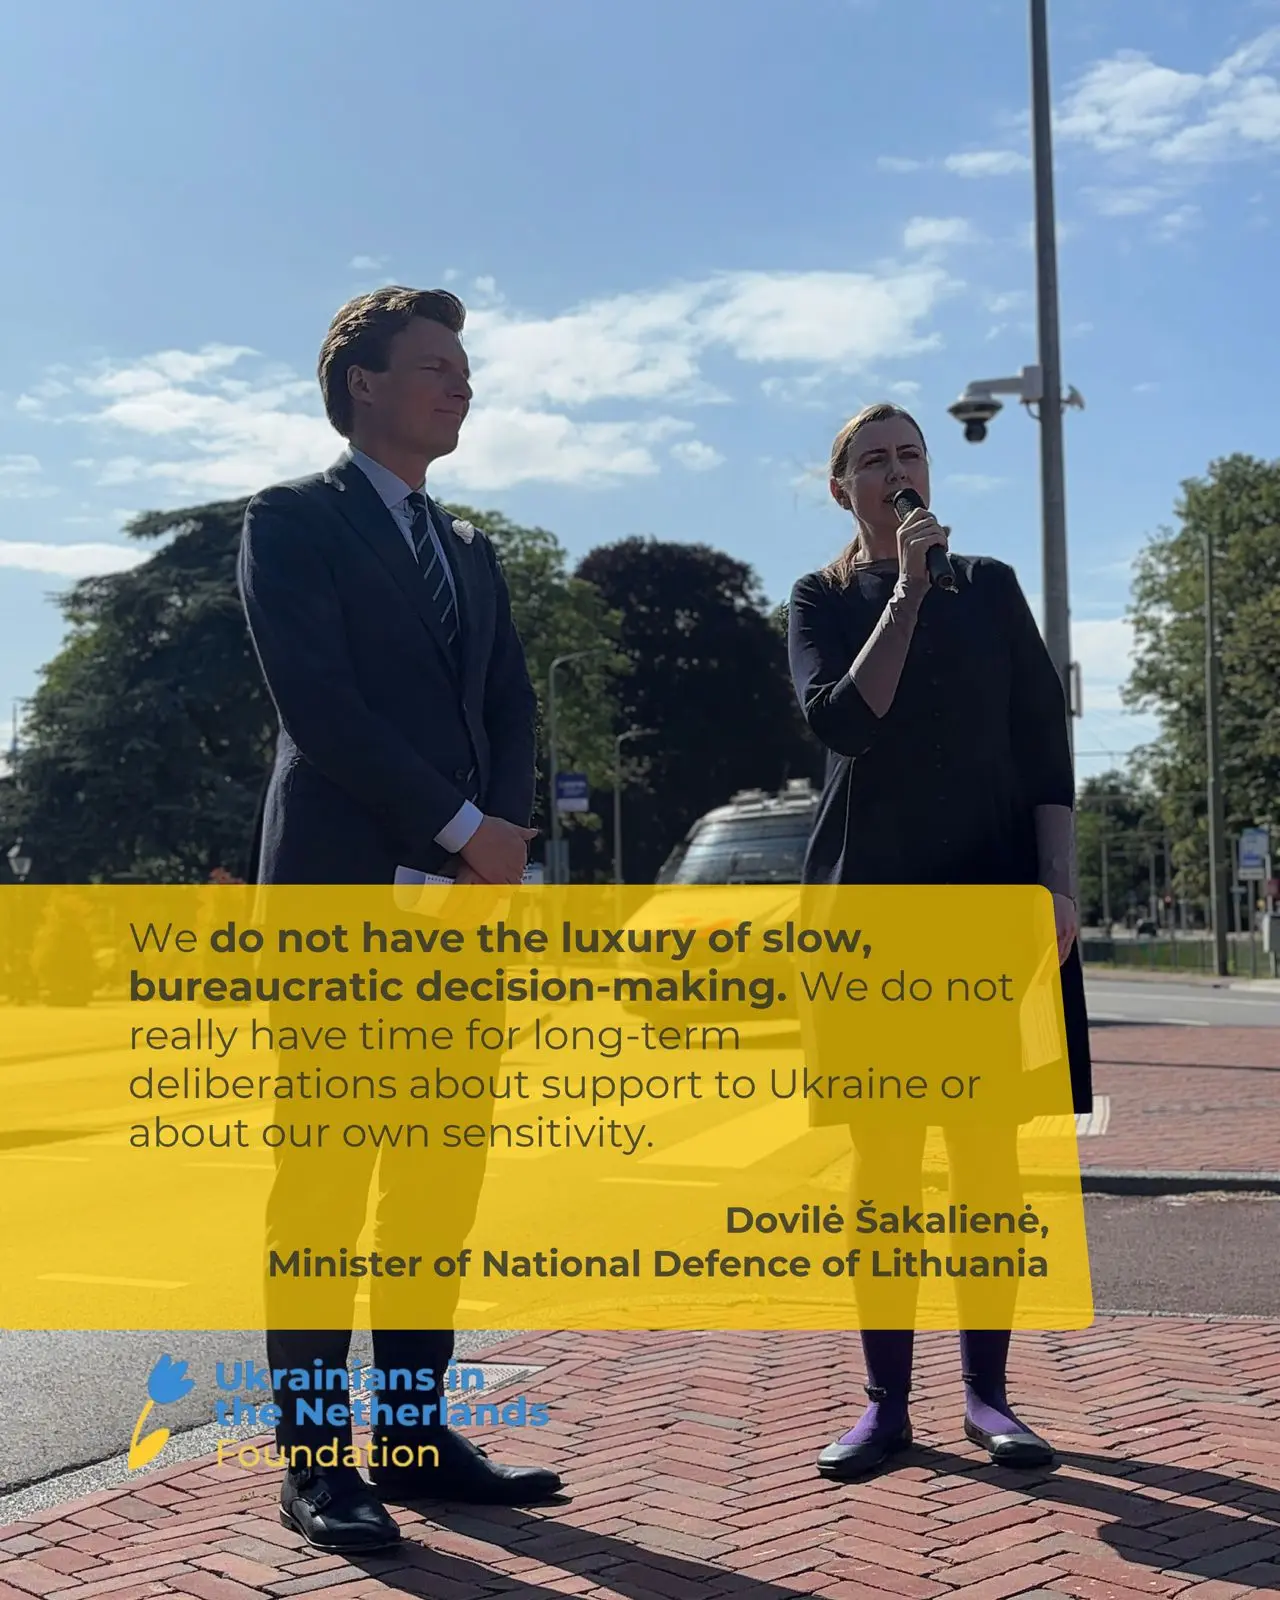 We do not have the luxury of slow,
bureaucratic decision-making. We do not
really have time for long-term
deliberations about support to Ukraine or
about our own sensitivity.
Dovilė Šakalienė,
Minister of National Defence of Lithuania
Ukrainians in
the Netherlands
Foundation